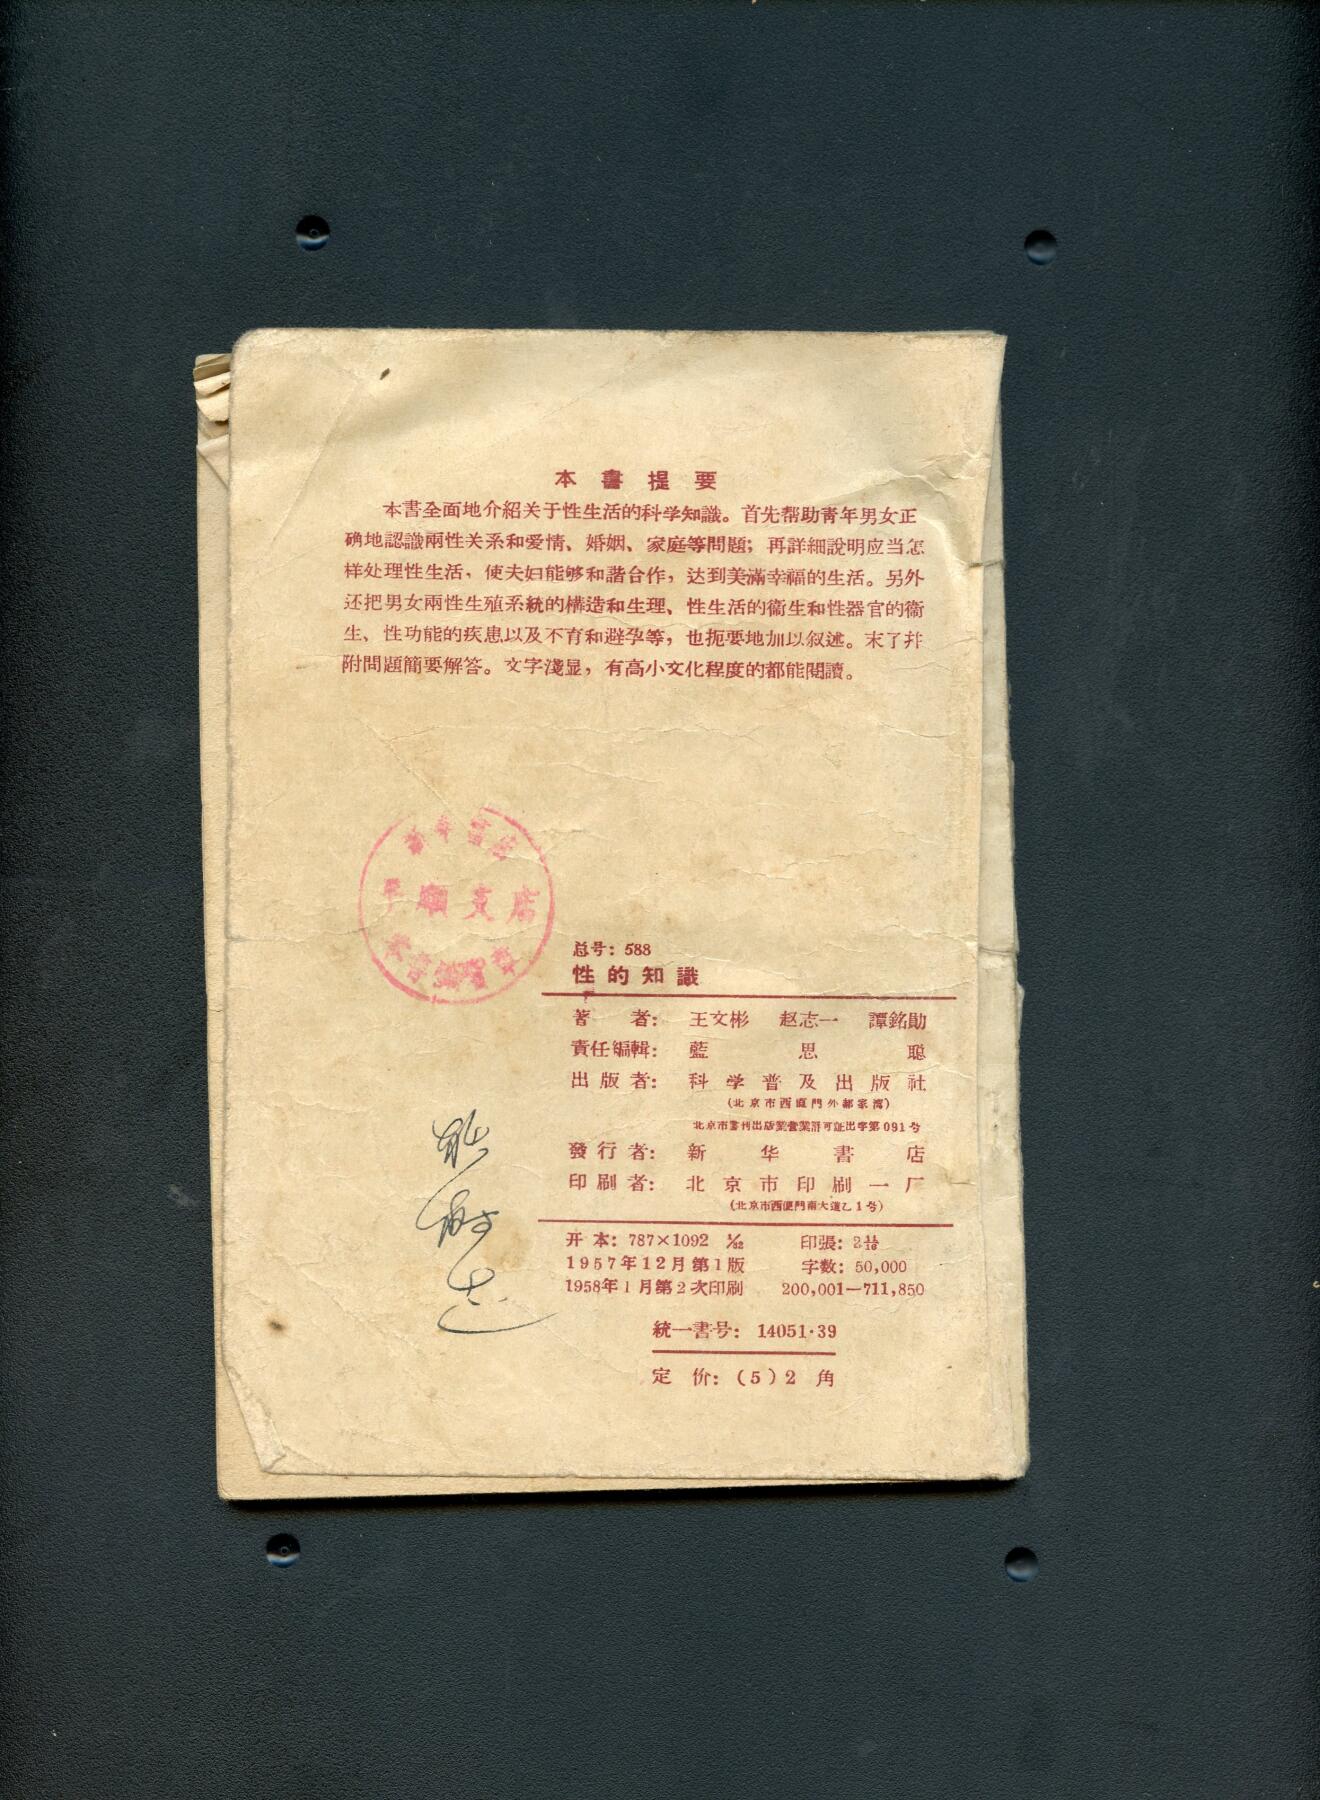 本書提要
本書全面地介紹关于性生活的科学知識。首先帮助青年男女正
确地認識兩性关系和爱情、婚姻、家庭等問題；再詳細說明应当怎
样处理性生活，使夫妇能够和諧合作，达到美滿幸福的生活。另外
还把男女兩性生殖系統的構造和生理、性生活的衛生和性器官的衛
生、性功能的疾患以及不育和避孕等，也扼要地加以叙述。末了幷
附問題簡要解答。文字淺显，有高小文化程度的都能閱讀。
新华書店
順支店
总号：588
性的知識
著者：王文彬 赵志一 譚銘勛
責任編輯：藍思聪
出版者：科学普及出版社
（北京市西直門外郝家湾）
北京市書刊出版業營業許可証出字第091号
發行者：新华書店
印刷者：北京市印刷一厂
（北京市西便門南大道乙1号）
开本：787×1092 1/32 印張：2 1/16
1957年12月第1版 字数：50,000
1958年1月第2次印刷 200,001—711,850
統一書号：14051·39
定价：(5)2角